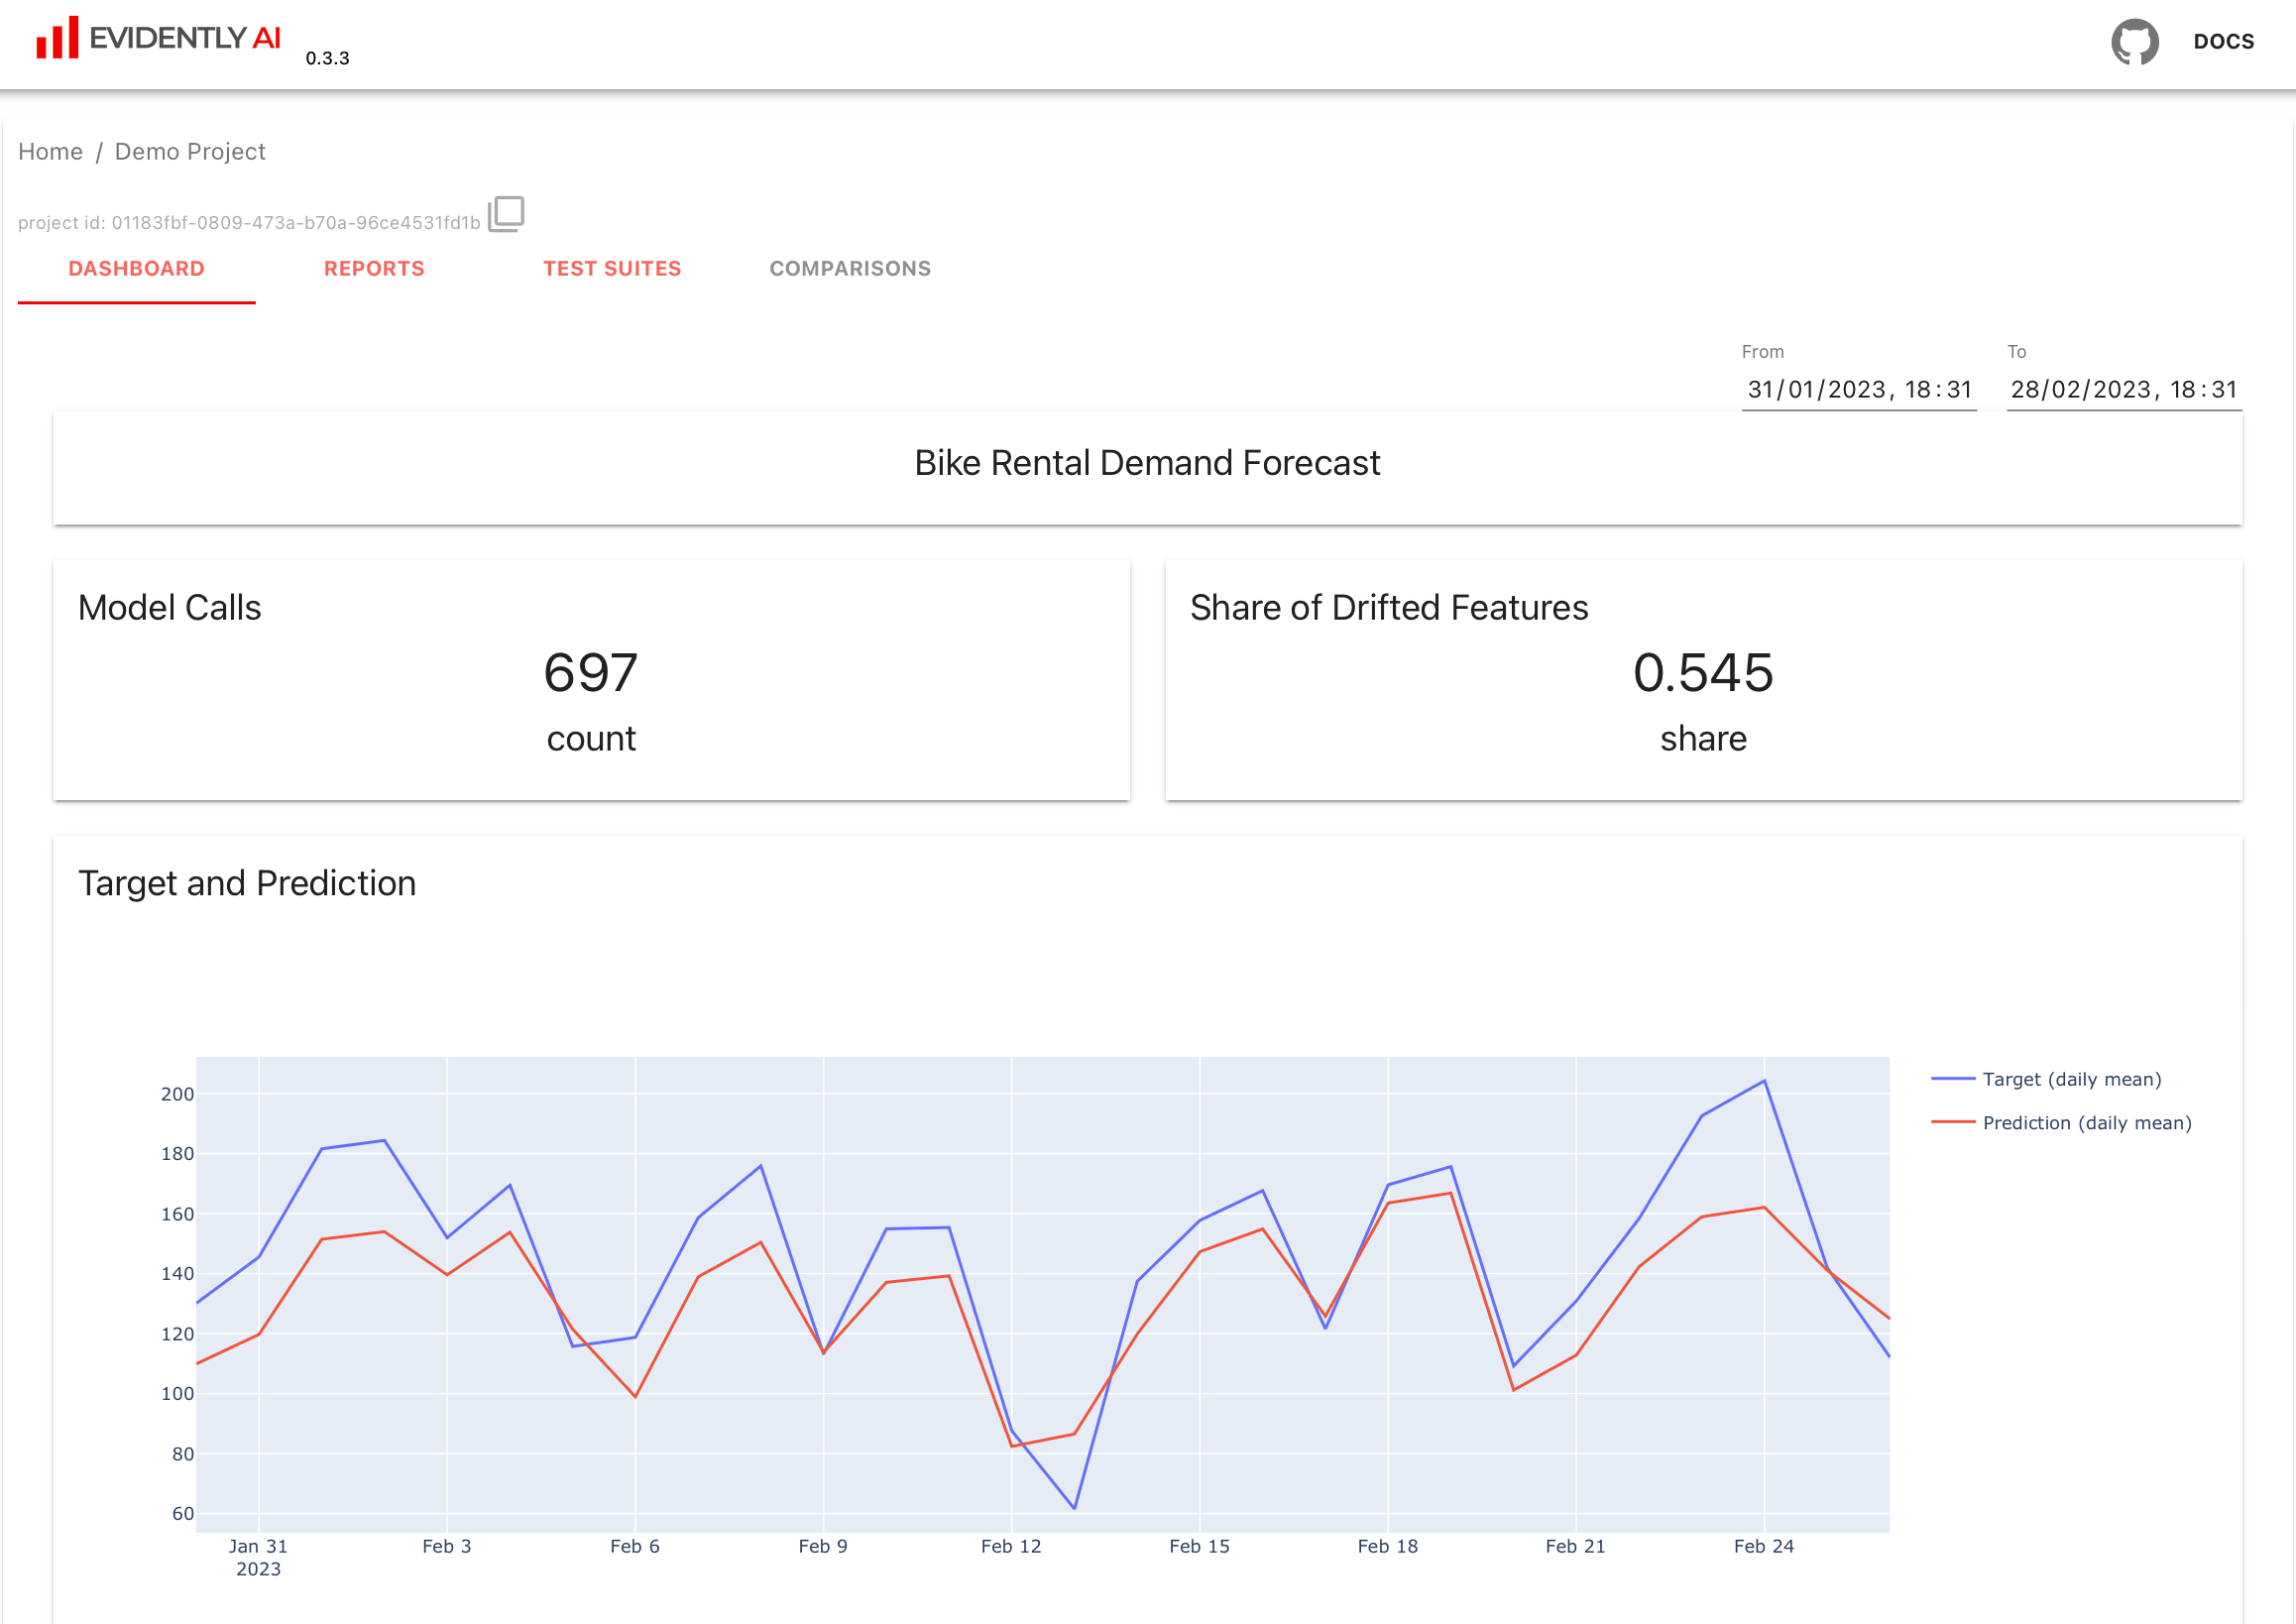 EVIDENTLY AI 0.3.3
DOCS
Home / Demo Project
project id: 01183fbf-0809-473a-b70a-96ce4531fd1b
DASHBOARD REPORTS TEST SUITES COMPARISONS
From To
31/01/2023, 18:31 28/02/2023, 18:31
Bike Rental Demand Forecast
Model Calls
697
count
Share of Drifted Features
0.545
share
Target and Prediction
200
180
160
140
120
100
80
60
Jan 31 Feb 3 Feb 6 Feb 9 Feb 12 Feb 15 Feb 18 Feb 21 Feb 24
2023
Target (daily mean)
Prediction (daily mean)